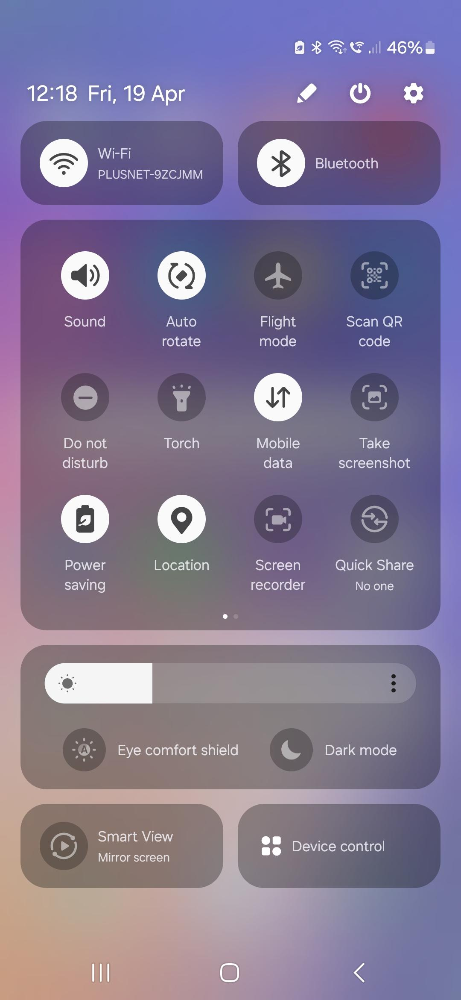 46%
12:18 Fri, 19 Apr
Wi-Fi
PLUSNET-9ZCJMM
Bluetooth
Sound
Auto
rotate
Flight
mode
Scan QR
code
Do not
disturb
Torch
Mobile
data
Take
screenshot
Power
saving
Location
Screen
recorder
Quick Share
No one
A
Eye comfort shield
Dark mode
Smart View
Mirror screen
Device control